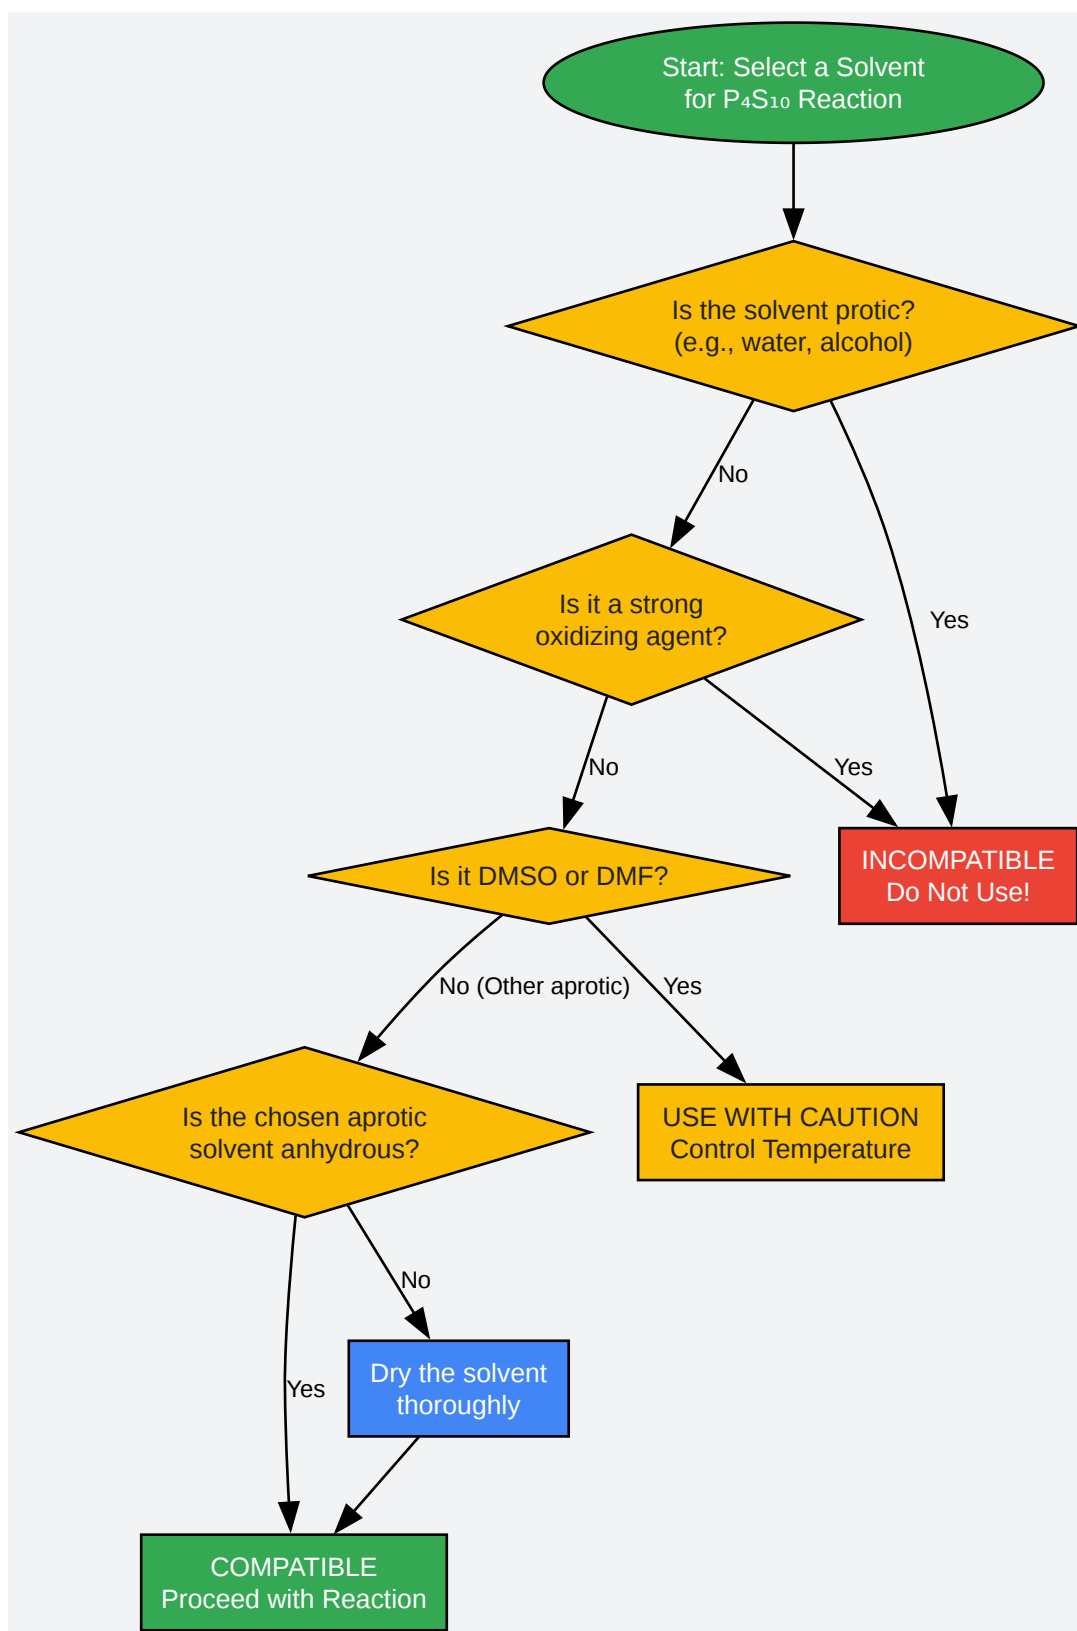 Start: Select a Solvent
for P₄S₁₀ Reaction
Is the solvent protic?
(e.g., water, alcohol)
No
Yes
Is it a strong
oxidizing agent?
No
Yes
INCOMPATIBLE
Do Not Use!
Is it DMSO or DMF?
No (Other aprotic)
Yes
USE WITH CAUTION
Control Temperature
Is the chosen aprotic
solvent anhydrous?
No
Yes
Dry the solvent
thoroughly
COMPATIBLE
Proceed with Reaction